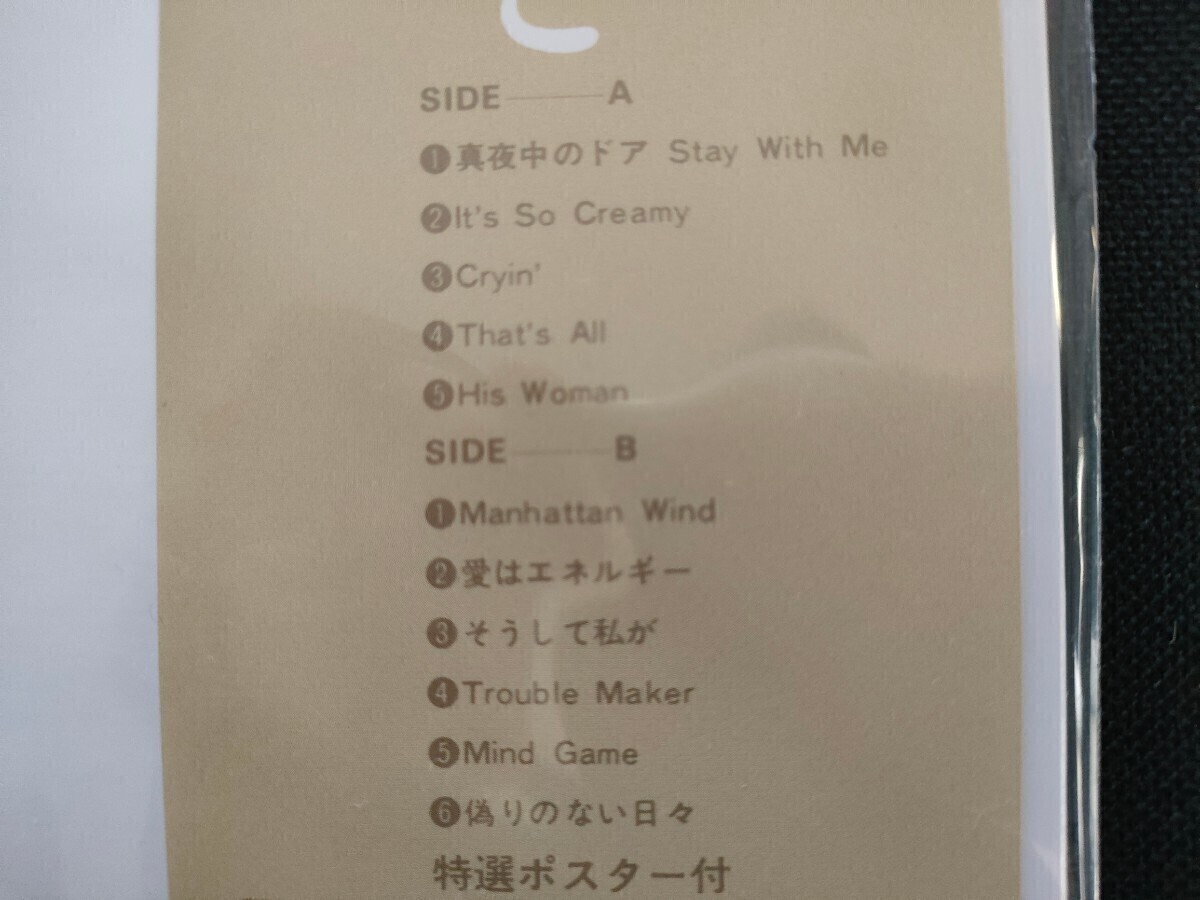 SIDE A
❶真夜中のドア Stay With Me
❷It's So Creamy
❸Cryin'
❹That's All
❺His Woman
SIDE B
❶Manhattan Wind
❷愛はエネルギー
❸そうして私が
❹Trouble Maker
❺Mind Game
❻偽りのない日々
特選ポスター付